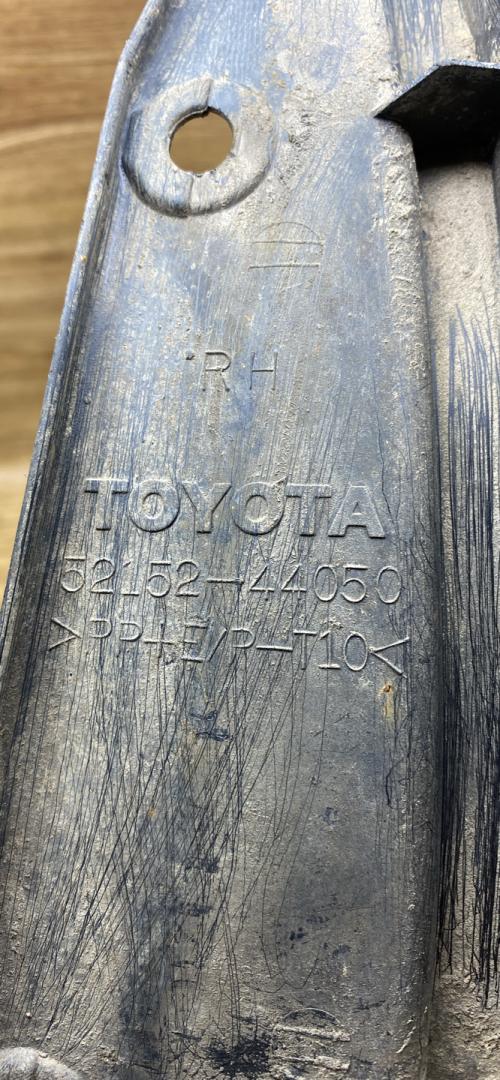 RH
TOYOTA
52152-44050
>PP+E/P-T10<